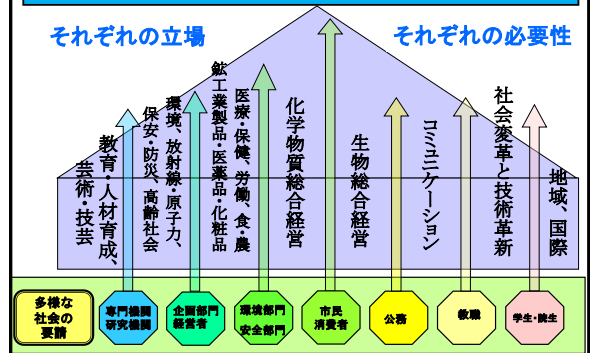 それぞれの立場
それぞれの必要性
芸術・技芸
教育・人材育成、
保安・防災、高齢社会
環境、放射線・原子力、
鉱工業製品・医薬品・化粧品
医療・保健、労働、食・農
化学物質総合経営
生物総合経営
コミュニケーション
社会変革と技術革新
地域、国際
多様な
社会の
要請
専門機関
研究機関
企画部門
経営者
環境部門
安全部門
市民
消費者
公務
教職
学生・院生